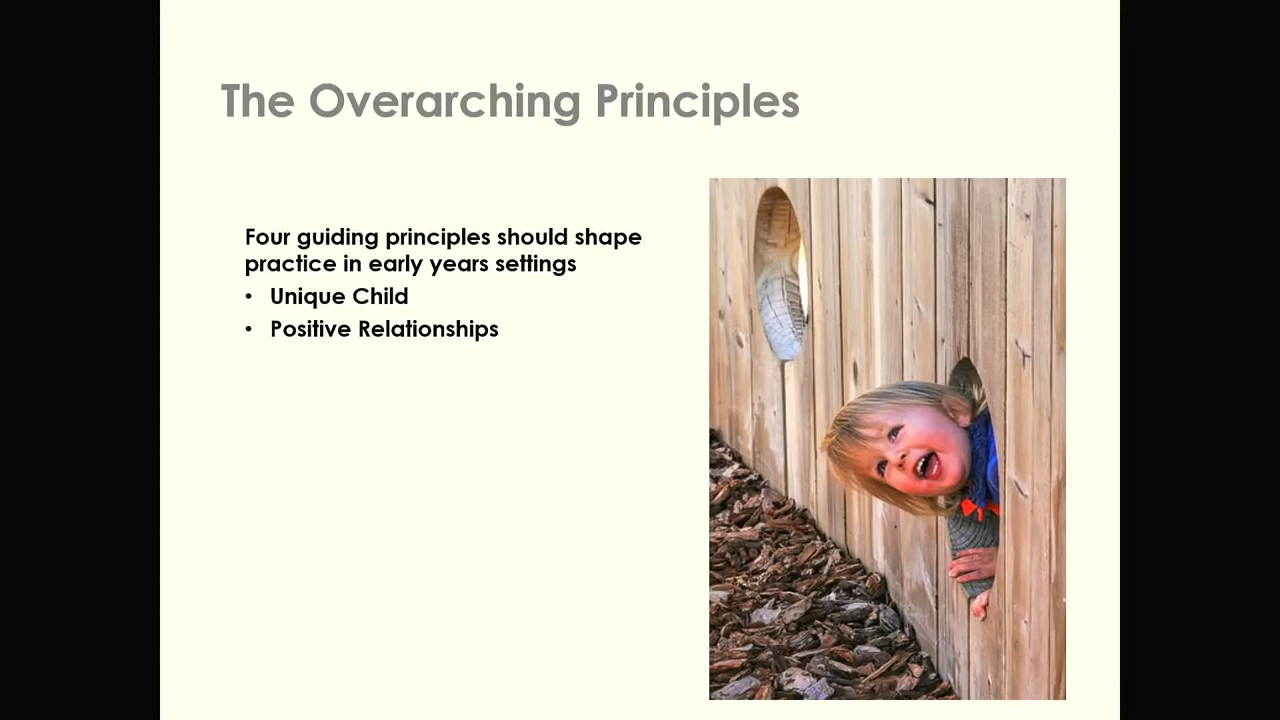 The Overarching Principles
Four guiding principles should shape
practice in early years settings
• Unique Child
• Positive Relationships